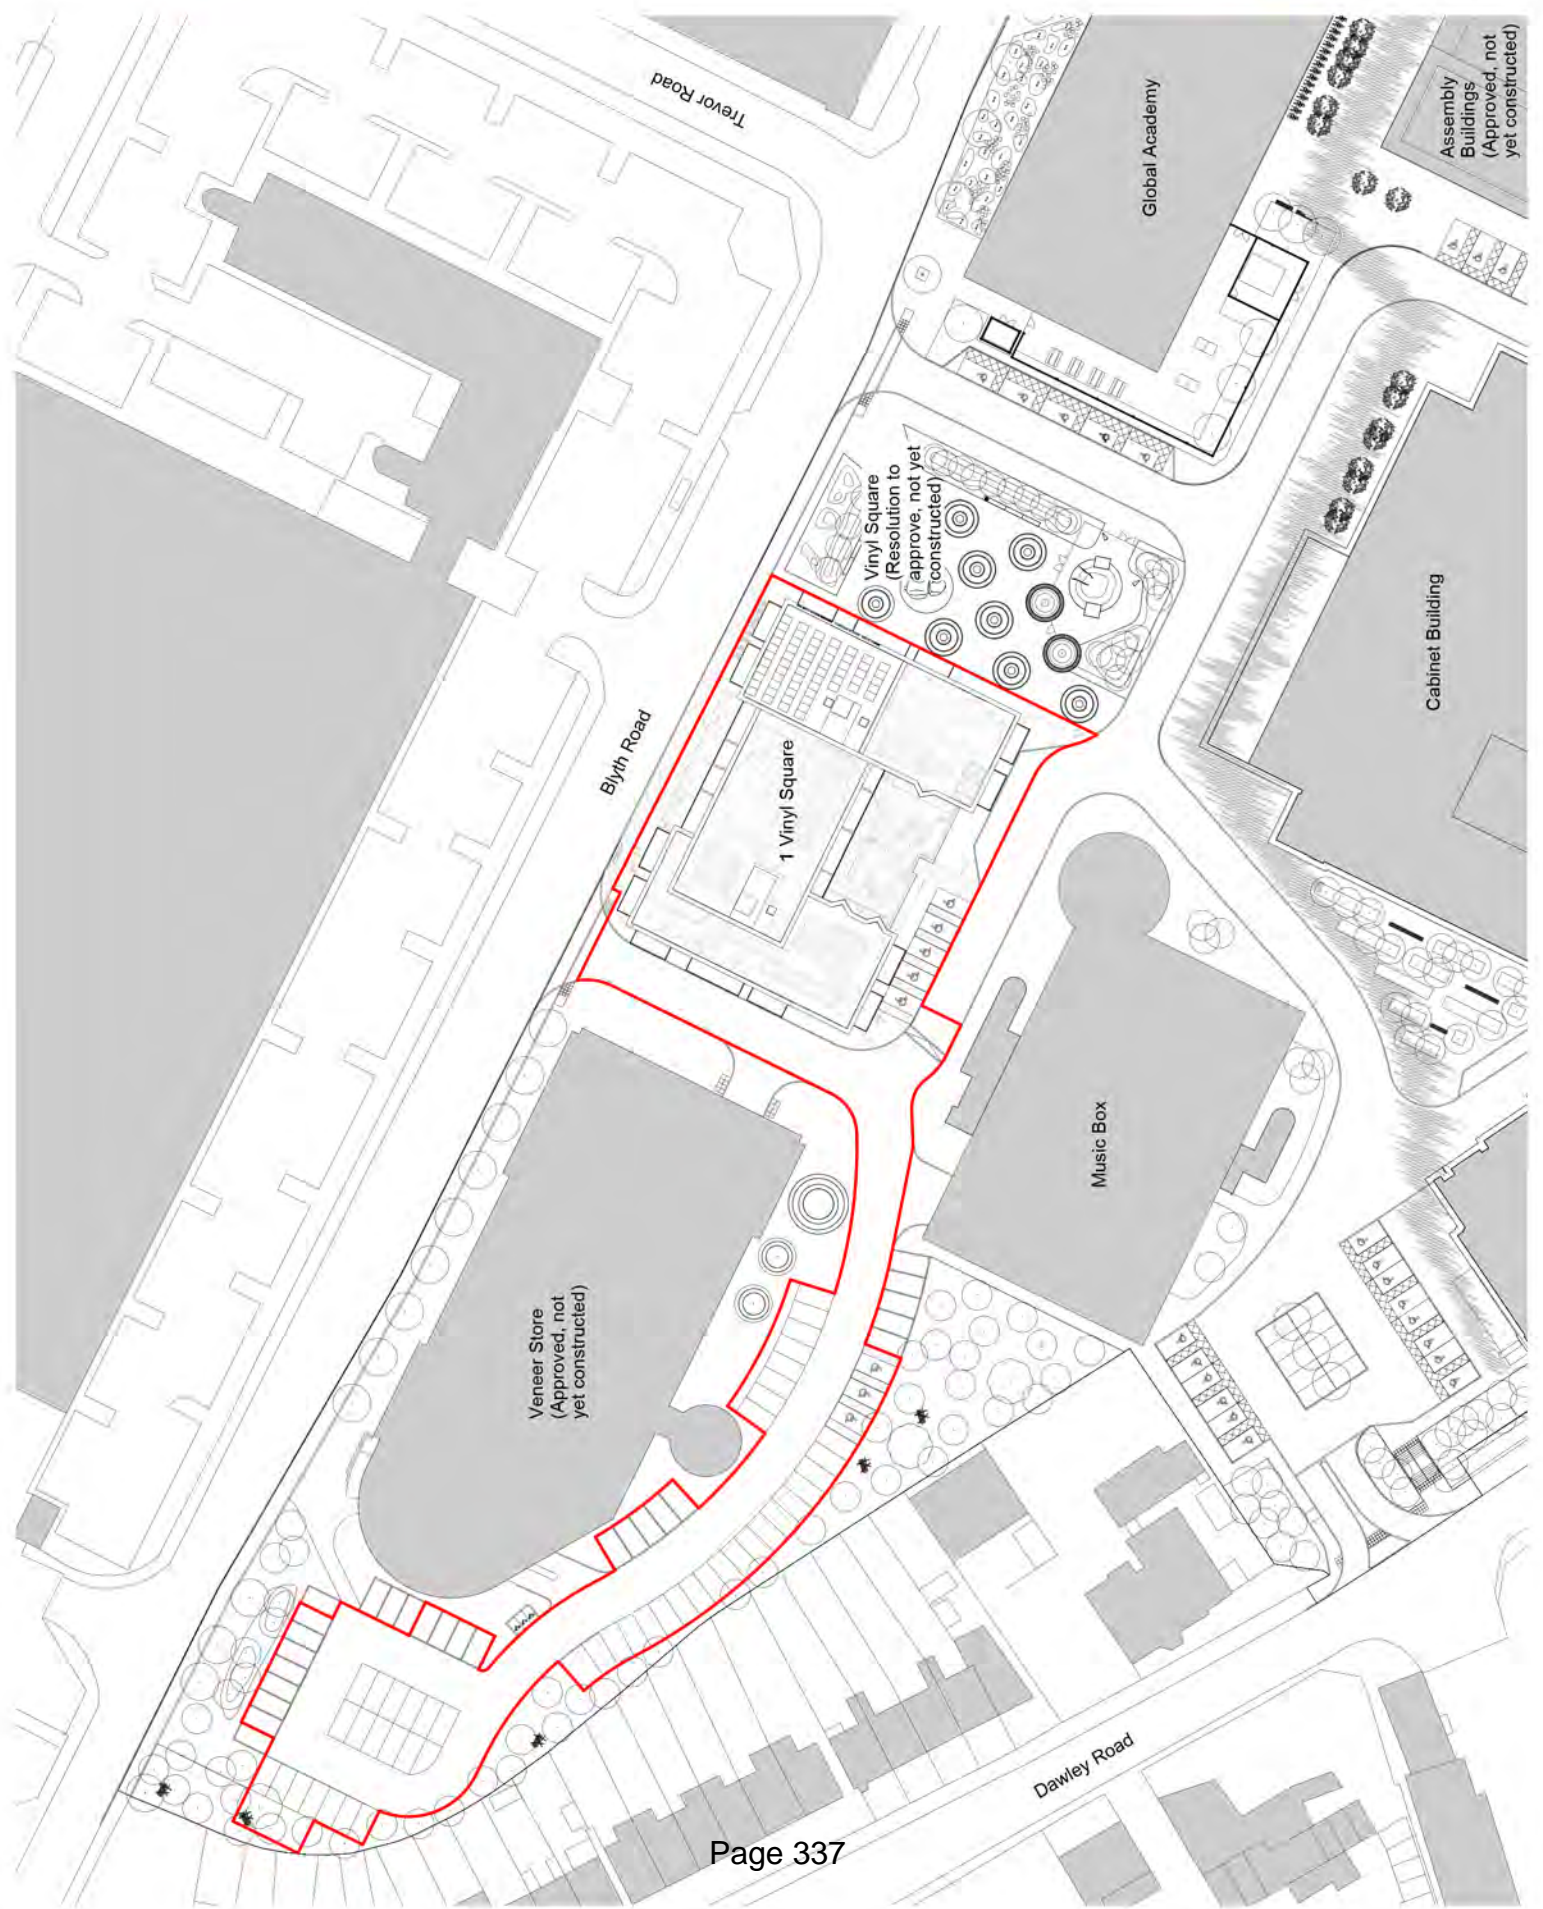 Trevor Road
Global Academy
Assembly
Buildings
(Approved, not
yet constructed)
Vinyl Square
(Resolution to
approve, not yet
constructed)
Blyth Road
1 Vinyl Square
Cabinet Building
Music Box
Veneer Store
(Approved, not
yet constructed)
Dawley Road
Page 337